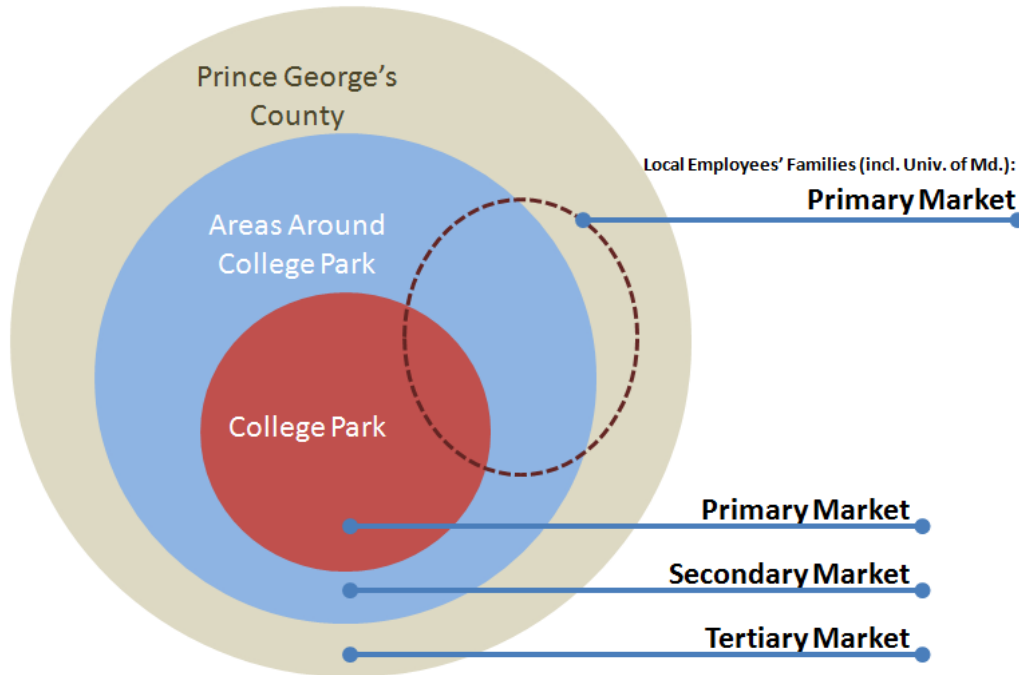 Prince George's
County
Local Employees' Families (incl. Univ. of Md.):
Primary Market
Areas Around
College Park
College Park
Primary Market
Secondary Market
Tertiary Market